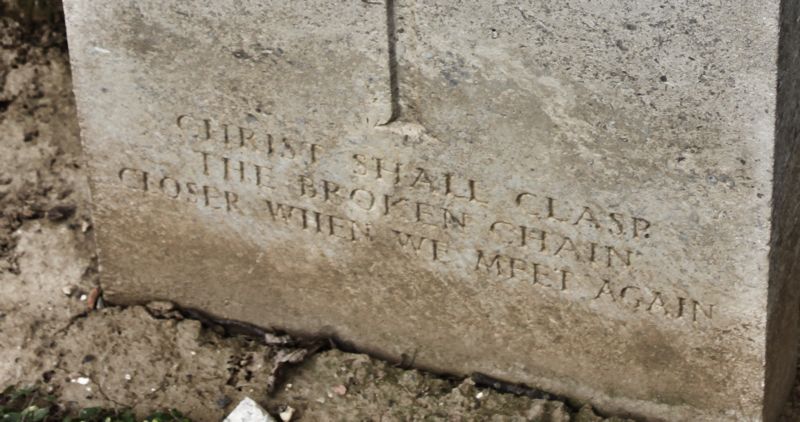 CHRIST SHALL CLASP
THE BROKEN CHAIN
CLOSER WHEN WE MEET AGAIN